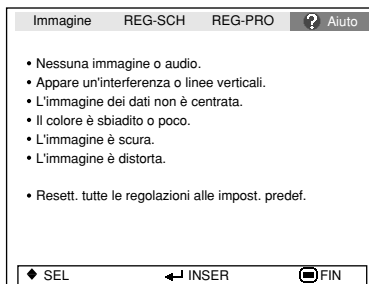 Immagine REG-SCH REG-PRO ? Aiuto
• Nessuna immagine o audio.
• Appare un'interferenza o linee verticali.
• L'immagine dei dati non è centrata.
• Il colore è sbiadito o poco.
• L'immagine è scura.
• L'immagine è distorta.
• Resett. tutte le regolazioni alle impost. predef.
SEL INSER FIN